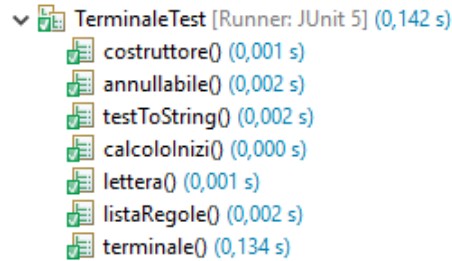 TerminaleTest [Runner: JUnit 5] (0,142 s)
costruttore() (0,001 s)
annullabile() (0,002 s)
testToString() (0,002 s)
calcoloInizi() (0,000 s)
lettera() (0,001 s)
listaRegole() (0,002 s)
terminale() (0,134 s)